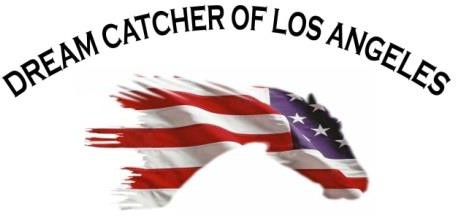 DREAM CATCHER OF LOS ANGELES